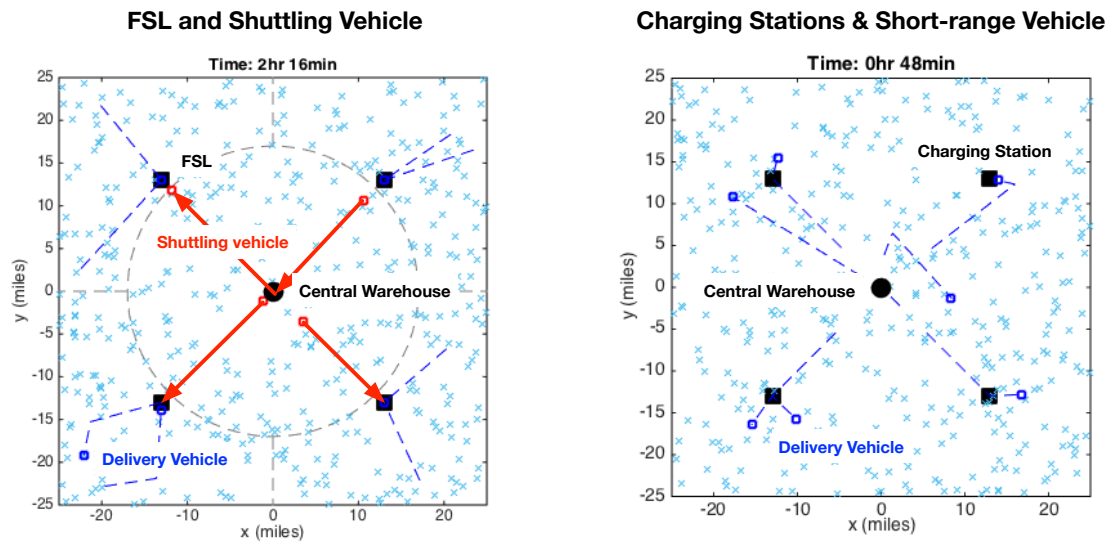 FSL and Shuttling Vehicle
Time: 2hr 16min
25
20
15
10
5
0
-5
-10
-15
-20
-25
y (miles)
FSL
Shuttling vehicle
Central Warehouse
Delivery Vehicle
-20
-10
0
10
20
x (miles)
Charging Stations & Short-range Vehicle
Time: 0hr 48min
25
20
15
10
5
0
-5
-10
-15
-20
-25
y (miles)
Charging Station
Central Warehouse
Delivery Vehicle
-20
-10
0
10
20
x (miles)